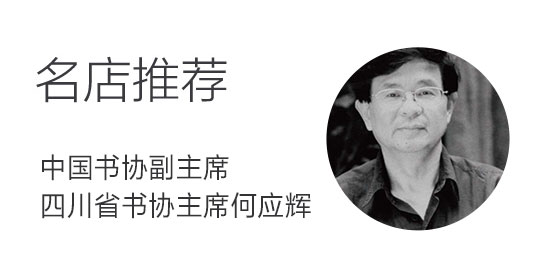 名店推荐
中国书协副主席
四川省书协主席何应辉